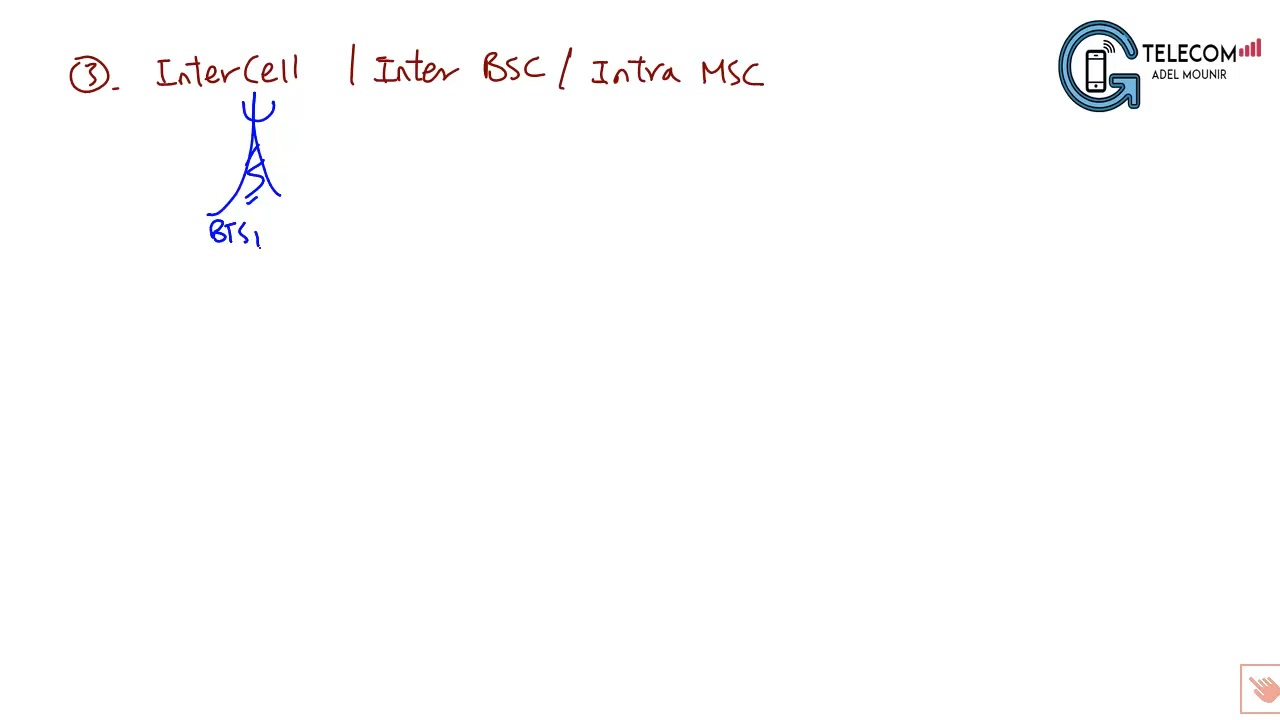 ③. InterCell / Inter BSC / Intra MSC
TELECOM
ADEL MOUNIR
BTS1